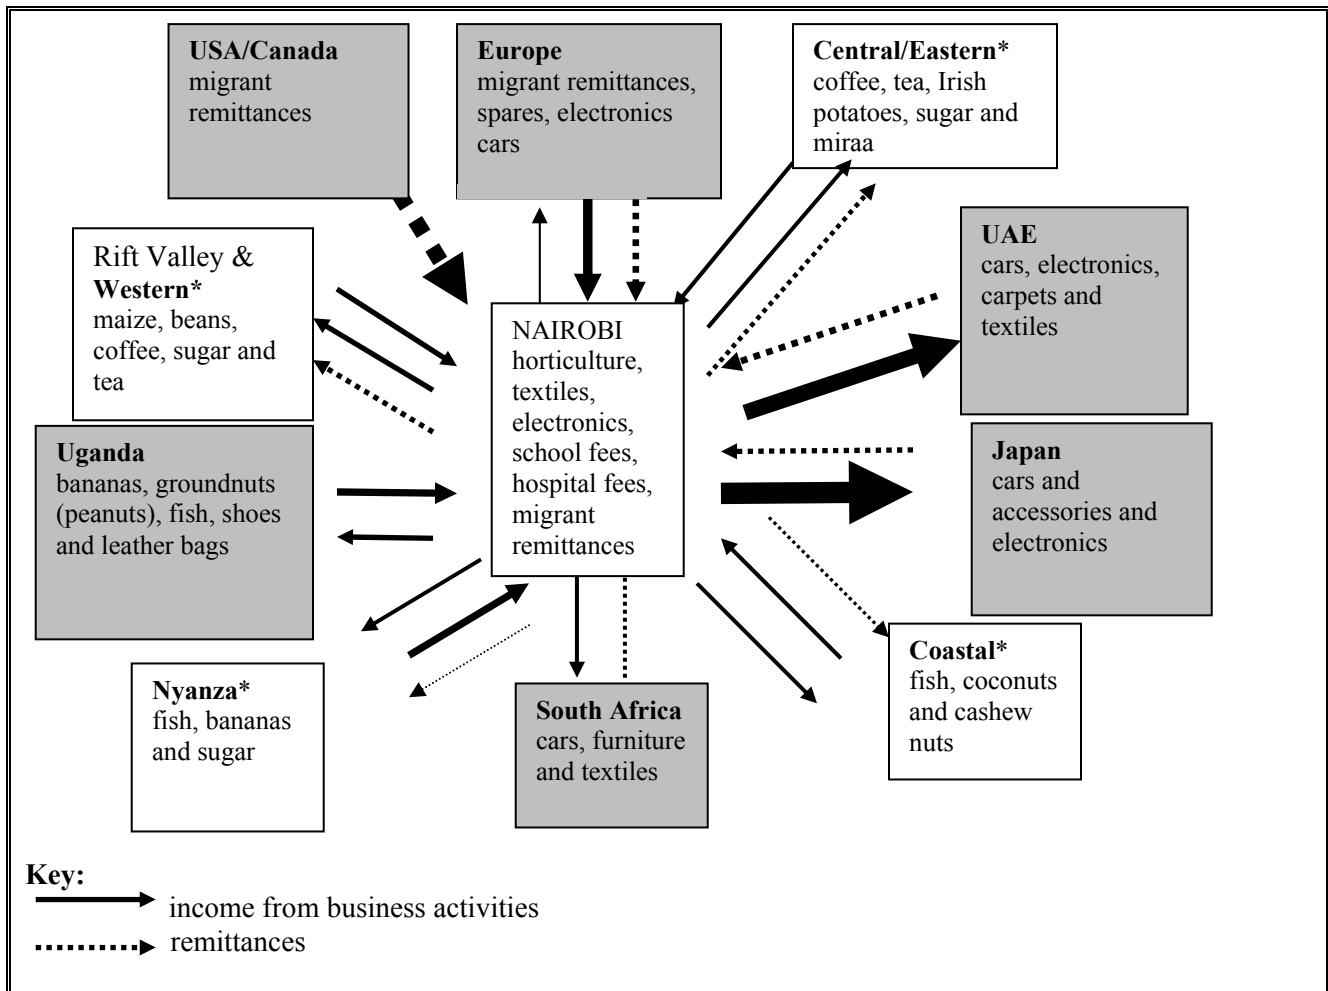 USA/Canada
migrant
remittances
Europe
migrant remittances,
spares, electronics
cars
Central/Eastern*
coffee, tea, Irish
potatoes, sugar and
miraa
Rift Valley &
Western*
maize, beans,
coffee, sugar and
tea
UAE
cars, electronics,
carpets and
textiles
NAIROBI
horticulture,
textiles,
electronics,
school fees,
hospital fees,
migrant
remittances
Uganda
bananas, groundnuts
(peanuts), fish, shoes
and leather bags
Japan
cars and
accessories and
electronics
Nyanza*
fish, bananas
and sugar
South Africa
cars, furniture
and textiles
Coastal*
fish, coconuts
and cashew
nuts
Key:
income from business activities
remittances